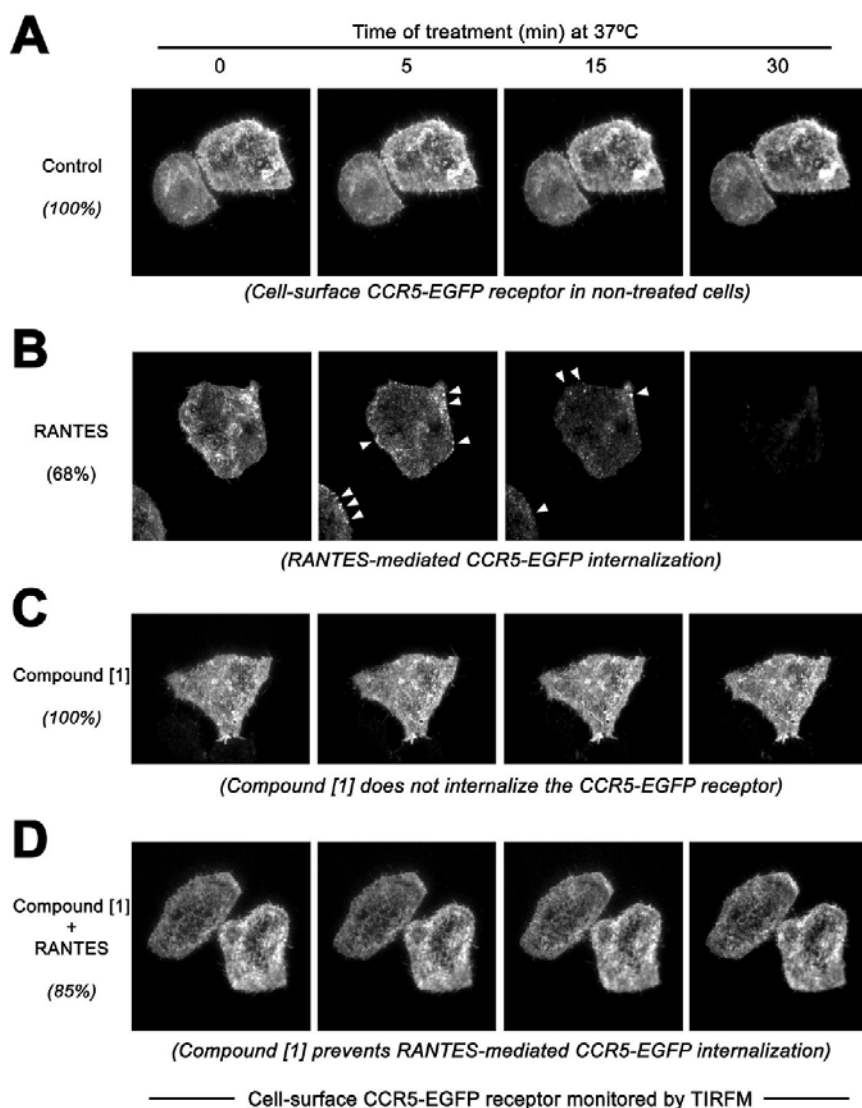 A
Time of treatment (min) at 37ºC
0 5 15 30
Control
(100%)
(Cell-surface CCR5-EGFP receptor in non-treated cells)
B
RANTES
(68%)
(RANTES-mediated CCR5-EGFP internalization)
C
Compound [1]
(100%)
(Compound [1] does not internalize the CCR5-EGFP receptor)
D
Compound [1]
+
RANTES
(85%)
(Compound [1] prevents RANTES-mediated CCR5-EGFP internalization)
Cell-surface CCR5-EGFP receptor monitored by TIRFM